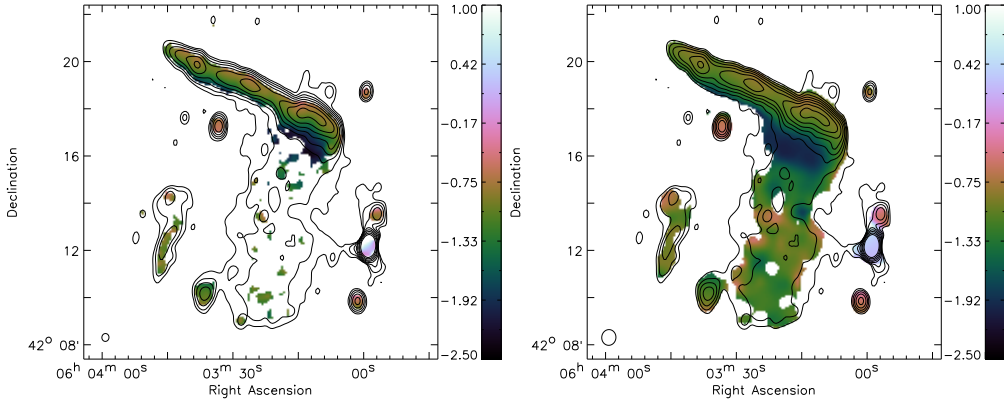 Declination
20
16
12
42° 08'
06ʰ 04ᵐ 00ˢ
03ᵐ 30ˢ
00ˢ
Right Ascension
1.00
0.42
−0.17
−0.75
−1.33
−1.92
−2.50
Declination
20
16
12
42° 08'
06ʰ 04ᵐ 00ˢ
03ᵐ 30ˢ
00ˢ
Right Ascension
1.00
0.42
−0.17
−0.75
−1.33
−1.92
−2.50